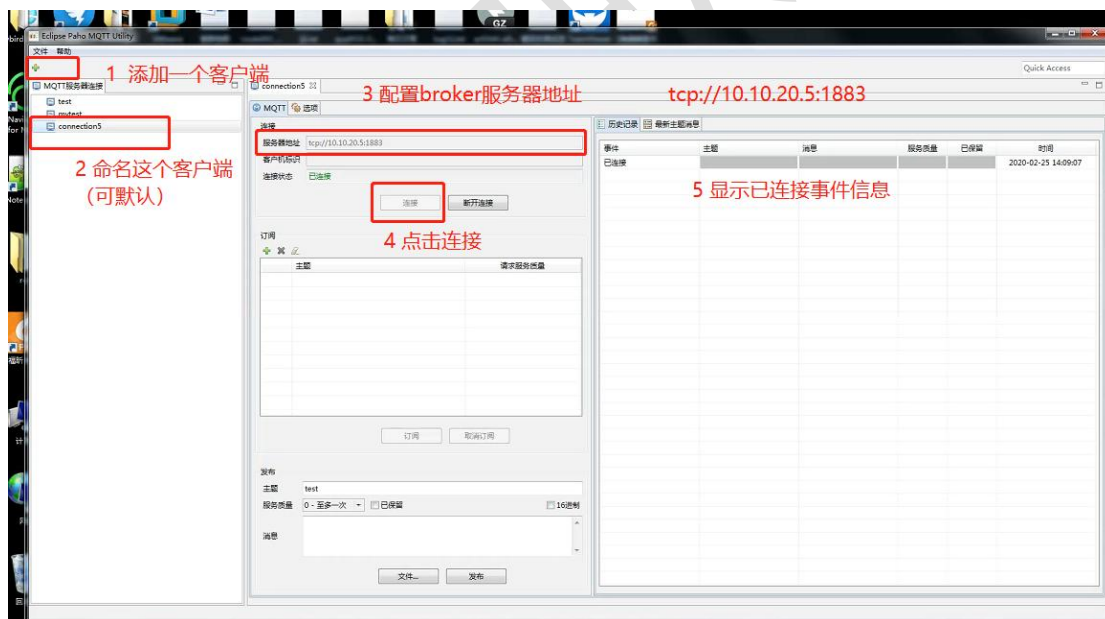 GZ
Eclipse Paho MQTT Utility
文件 帮助
1 添加一个客户端
Quick Access
MQTT服务器连接
connection5
test
mytest
connection5
2 命名这个客户端
（可默认）
3 配置broker服务器地址 tcp://10.10.20.5:1883
MQTT 选项
连接
服务器地址 tcp://10.10.20.5:1883
客户机标识
连接状态 已连接
连接 断开连接
4 点击连接
订阅
主题 请求服务质量
订阅 取消订阅
发布
主题 test
服务质量 0 - 至多一次 已保留 16进制
消息
文件... 发布
历史记录 最新主题消息
事件 主题 消息 服务质量 已保留 时间
已连接 2020-02-25 14:09:07
5 显示已连接事件信息